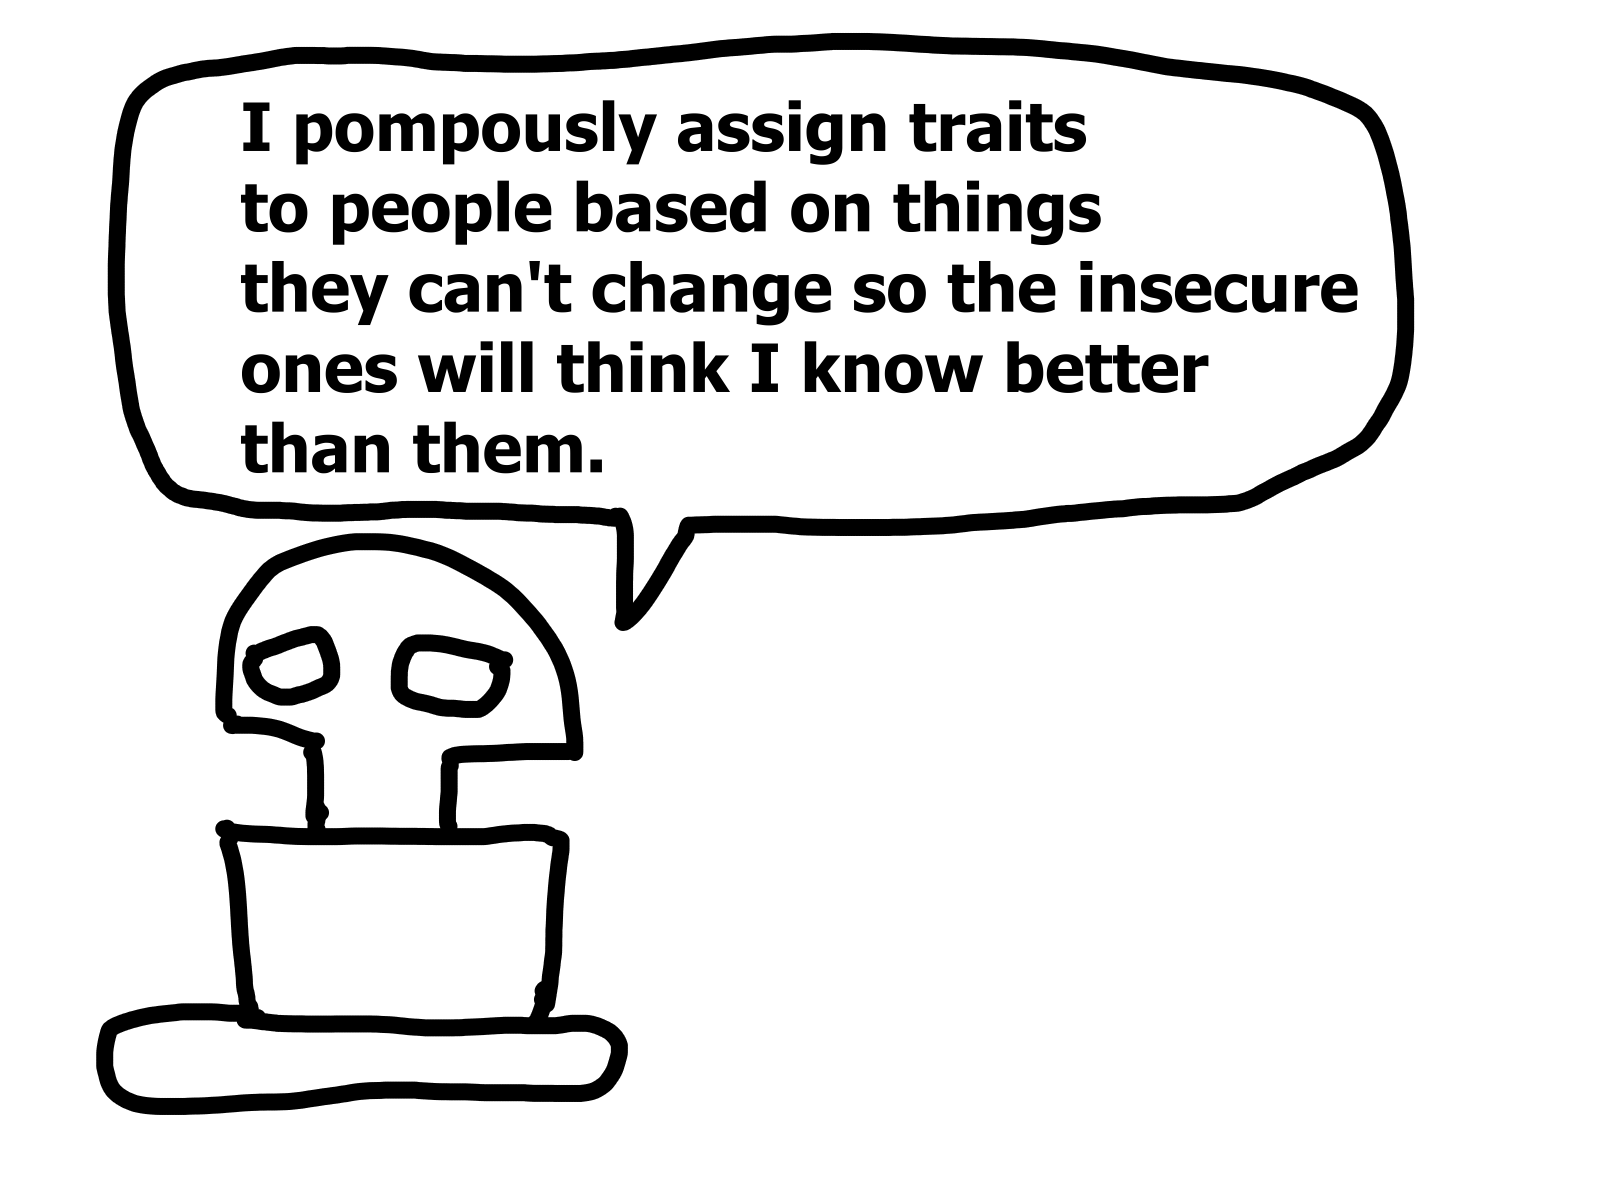 I pompously assign traits
to people based on things
they can't change so the insecure
ones will think I know better
than them.